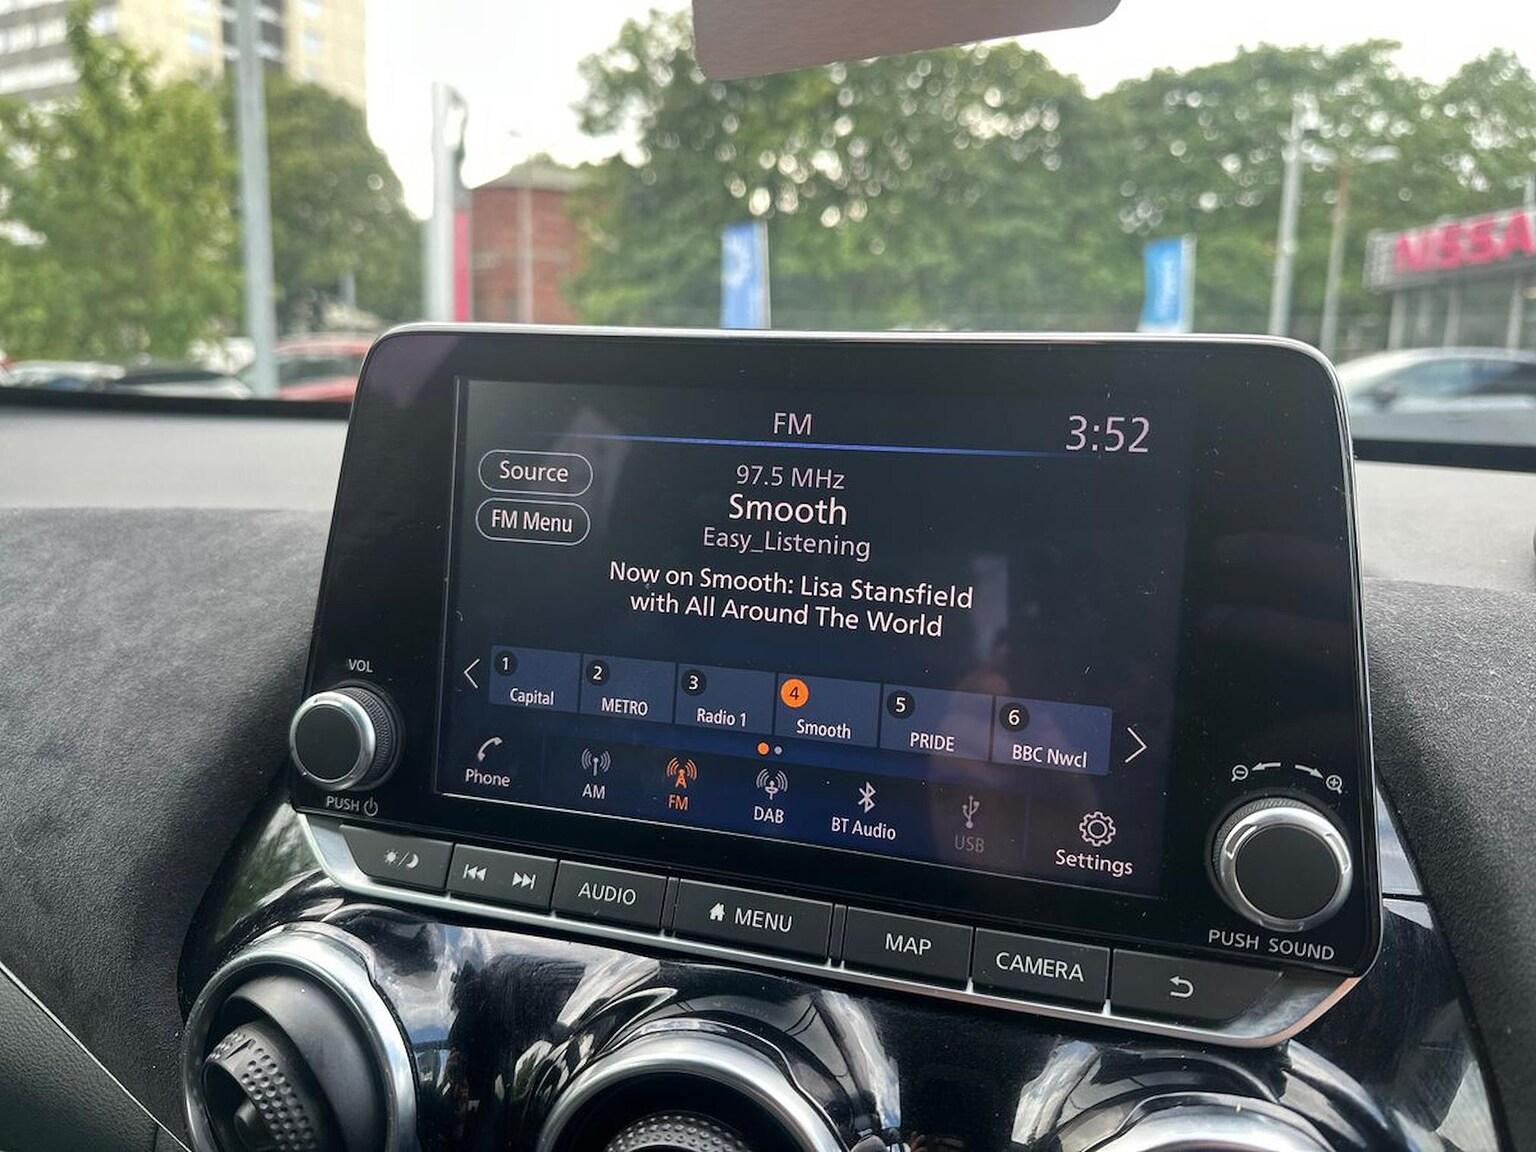 NISSA
FM
3:52
Source
97.5 MHz
FM Menu
Smooth
Easy_Listening
Now on Smooth: Lisa Stansfield
with All Around The World
VOL
1 Capital
2 METRO
3 Radio 1
4 Smooth
5 PRIDE
6 BBC Nwcl
Phone
AM
FM
DAB
BT Audio
USB
Settings
PUSH
PUSH SOUND
AUDIO
MENU
MAP
CAMERA